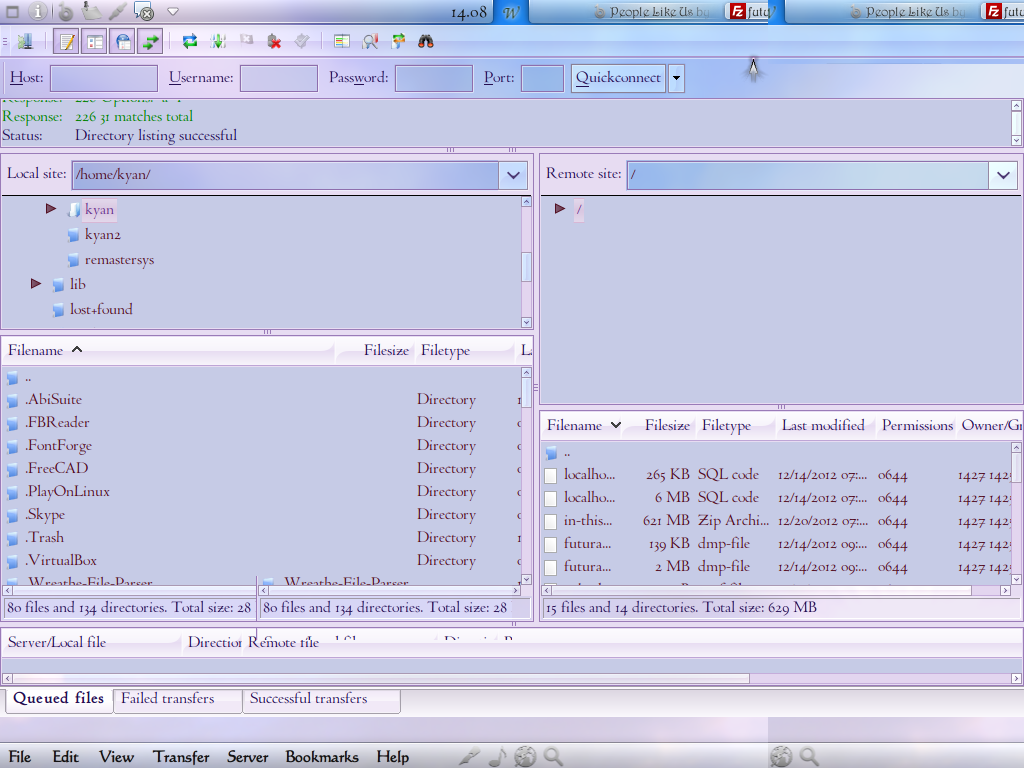 14.08 W People Like Us by futu People Like Us by futu
Host: Username: Password: Port: Quickconnect
Response: 226 31 matches total
Status: Directory listing successful
Local site: /home/kyan/
Remote site: /
kyan
/
kyan2
remastersys
lib
lost+found
Filename Filesize Filetype
..
.AbiSuite Directory
.FBReader Directory
.FontForge Directory
.FreeCAD Directory
.PlayOnLinux Directory
.Skype Directory
.Trash Directory
.VirtualBox Directory
.Wreathe-File-Parser .Wreathe-File-Parser
80 files and 134 directories. Total size: 28 80 files and 134 directories. Total size: 28
Filename Filesize Filetype Last modified Permissions Owner/Gr
..
localho... 265 KB SQL code 12/14/2012 07:... 0644 1427 142
localho... 6 MB SQL code 12/14/2012 07:... 0644 1427 142
in-this... 621 MB Zip Archi... 12/20/2012 07:... 0644 1427 142
futura... 139 KB dmp-file 12/14/2012 09:... 0644 1427 142
futura... 2 MB dmp-file 12/14/2012 09:... 0644 1427 142
15 files and 14 directories. Total size: 629 MB
Server/Local file Direction Remote file
Queued files Failed transfers Successful transfers
File Edit View Transfer Server Bookmarks Help